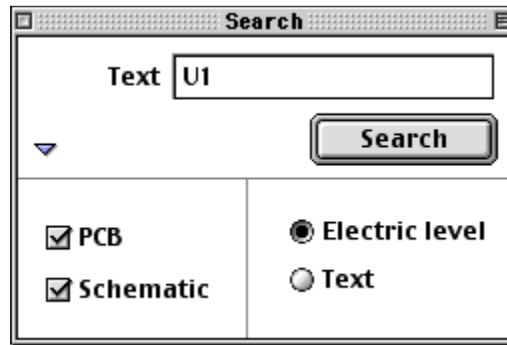 Search
Text U1
Search
PCB
Schematic
Electric level
Text